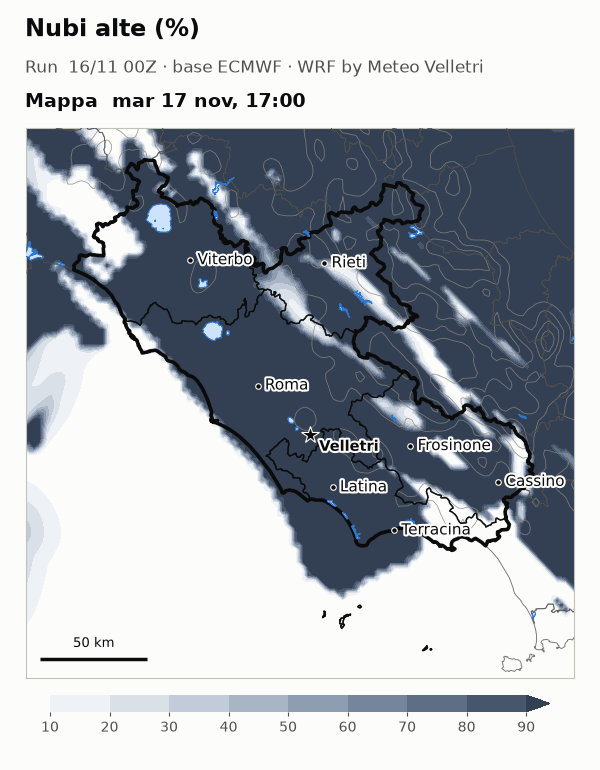 Nubi alte (%)
Run  16/11 00Z · base ECMWF · WRF by Meteo Velletri
Mappa  mar 17 nov, 17:00
Viterbo
Rieti
Roma
Velletri
Frosinone
Cassino
Latina
Terracina
50 km
10 20 30 40 50 60 70 80 90